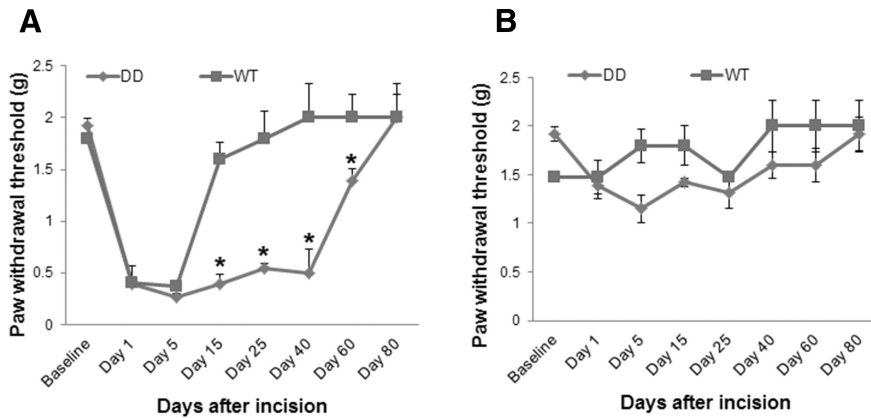 A
Paw withdrawal threshold (g)
2.5
2
1.5
1
0.5
0
DD
WT
*
*
*
*
Baseline
Day 1
Day 5
Day 15
Day 25
Day 40
Day 60
Day 80
Days after incision
B
Paw withdrawal threshold (g)
2.5
2
1.5
1
0.5
0
DD
WT
Baseline
Day 1
Day 5
Day 15
Day 25
Day 40
Day 60
Day 80
Days after incision